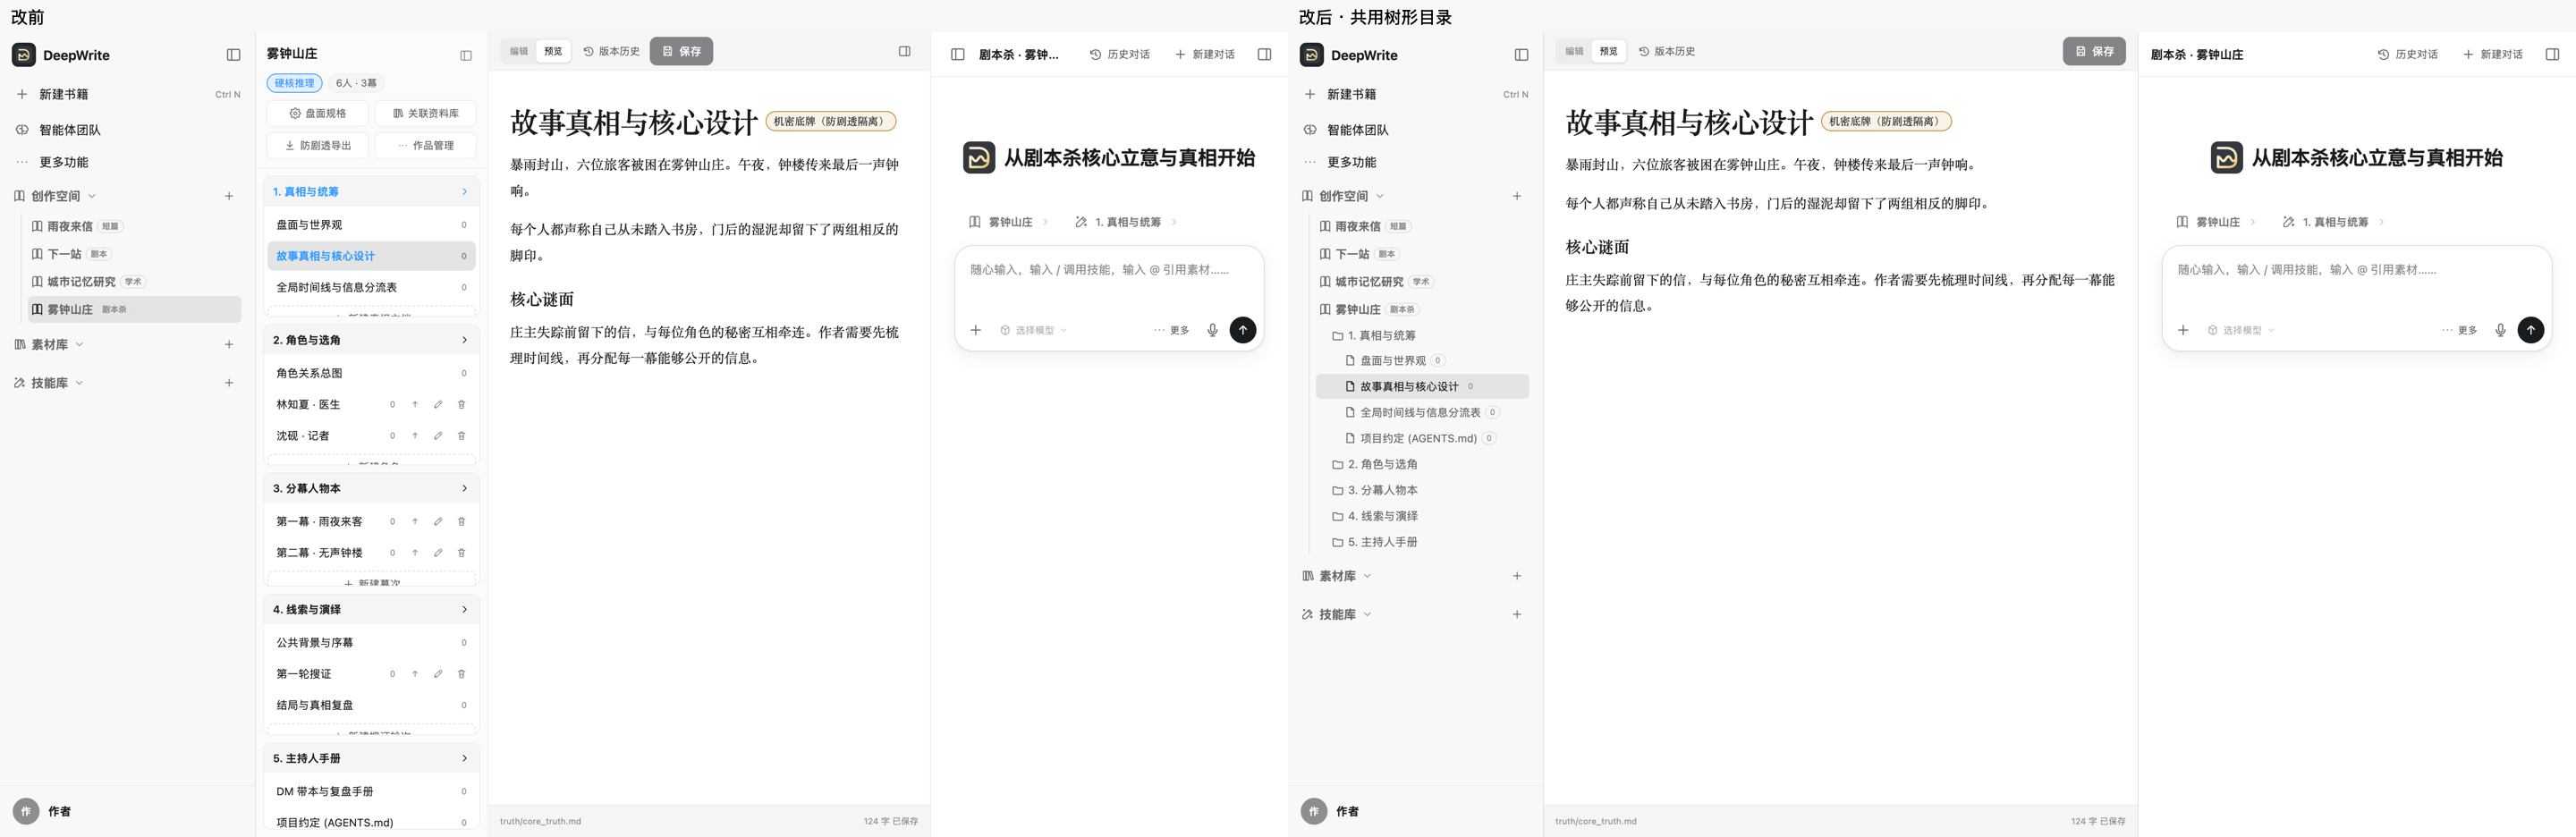 改前
DeepWrite
新建书籍 Ctrl N
智能体团队
更多功能
创作空间
雨夜来信 短篇
下一站 剧本
城市记忆研究 学术
雾钟山庄 剧本杀
素材库
技能库
作 作者
雾钟山庄
硬核推理 6人 · 3幕
盘面规格 关联资料库
防剧透导出 作品管理
1. 真相与统筹
盘面与世界观 0
故事真相与核心设计 0
全局时间线与信息分流表 0
2. 角色与选角
角色关系总图 0
林知夏 · 医生 0
沈砚 · 记者 0
3. 分幕人物本
第一幕 · 雨夜来客 0
第二幕 · 无声钟楼 0
新建幕次
4. 线索与演绎
公共背景与序幕 0
第一轮搜证 0
结局与真相复盘 0
5. 主持人手册
DM 带本与复盘手册 0
项目约定 (AGENTS.md) 0
编辑 预览 版本历史 保存
故事真相与核心设计 机密底牌（防剧透隔离）
暴雨封山，六位旅客被困在雾钟山庄。午夜，钟楼传来最后一声钟
响。
每个人都声称自己从未踏入书房，门后的湿泥却留下了两组相反的
脚印。
核心谜面
庄主失踪前留下的信，与每位角色的秘密互相牵连。作者需要先梳
理时间线，再分配每一幕能够公开的信息。
truth/core_truth.md 124 字 已保存
剧本杀 · 雾钟... 历史对话 新建对话
从剧本杀核心立意与真相开始
雾钟山庄 1. 真相与统筹
随心输入，输入 / 调用技能，输入 @ 引用素材......
选择模型 更多
改后 · 共用树形目录
DeepWrite
新建书籍 Ctrl N
智能体团队
更多功能
创作空间
雨夜来信 短篇
下一站 剧本
城市记忆研究 学术
雾钟山庄 剧本杀
1. 真相与统筹
盘面与世界观 0
故事真相与核心设计 0
全局时间线与信息分流表 0
项目约定 (AGENTS.md) 0
2. 角色与选角
3. 分幕人物本
4. 线索与演绎
5. 主持人手册
素材库
技能库
作 作者
编辑 预览 版本历史 保存
故事真相与核心设计 机密底牌（防剧透隔离）
暴雨封山，六位旅客被困在雾钟山庄。午夜，钟楼传来最后一声钟响。
每个人都声称自己从未踏入书房，门后的湿泥却留下了两组相反的脚印。
核心谜面
庄主失踪前留下的信，与每位角色的秘密互相牵连。作者需要先梳理时间线，再分配每一幕能
够公开的信息。
truth/core_truth.md 124 字 已保存
剧本杀 · 雾钟山庄 历史对话 新建对话
从剧本杀核心立意与真相开始
雾钟山庄 1. 真相与统筹
随心输入，输入 / 调用技能，输入 @ 引用素材......
选择模型 更多